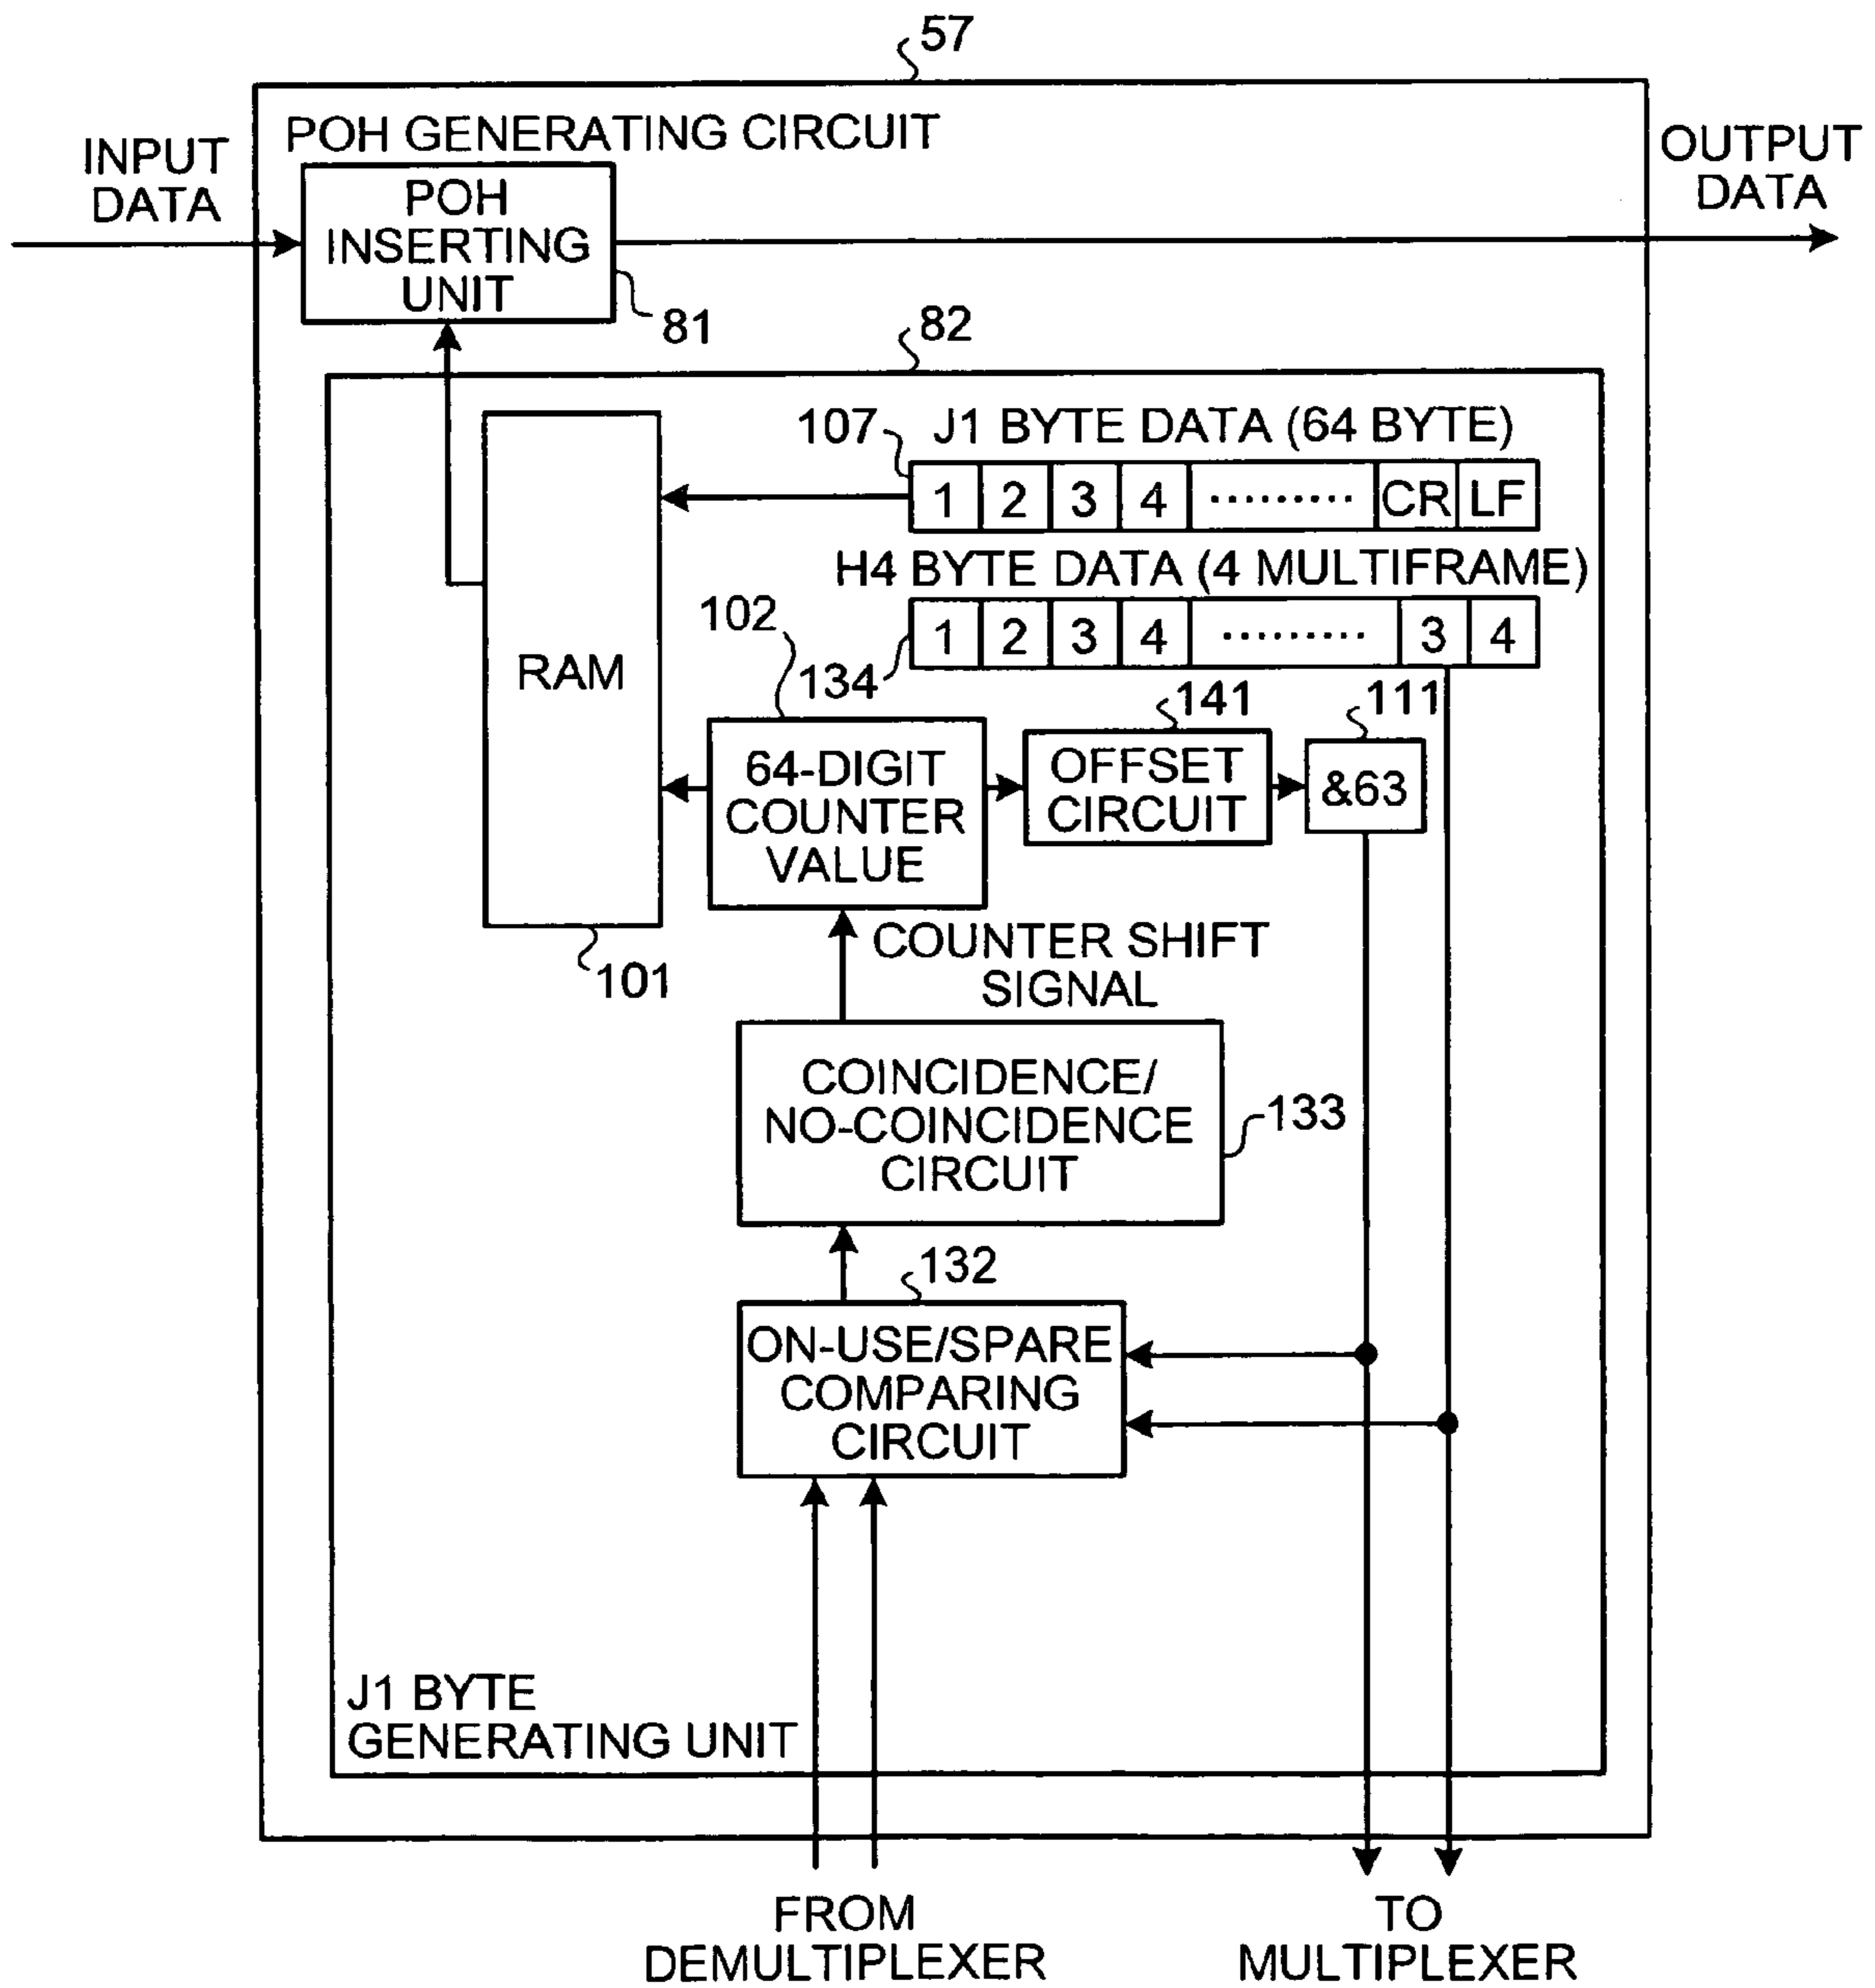 57
POH GENERATING CIRCUIT
INPUT
DATA
OUTPUT
DATA
POH
INSERTING
UNIT
81
82
107
J1 BYTE DATA (64 BYTE)
1 2 3 4 ......... CR LF
H4 BYTE DATA (4 MULTIFRAME)
1 2 3 4 ......... 3 4
134
102
RAM
101
141
111
64-DIGIT
COUNTER
VALUE
OFFSET
CIRCUIT
&63
COUNTER SHIFT
SIGNAL
COINCIDENCE/
NO-COINCIDENCE
CIRCUIT
133
132
ON-USE/SPARE
COMPARING
CIRCUIT
J1 BYTE
GENERATING UNIT
FROM
DEMULTIPLEXER
TO
MULTIPLEXER